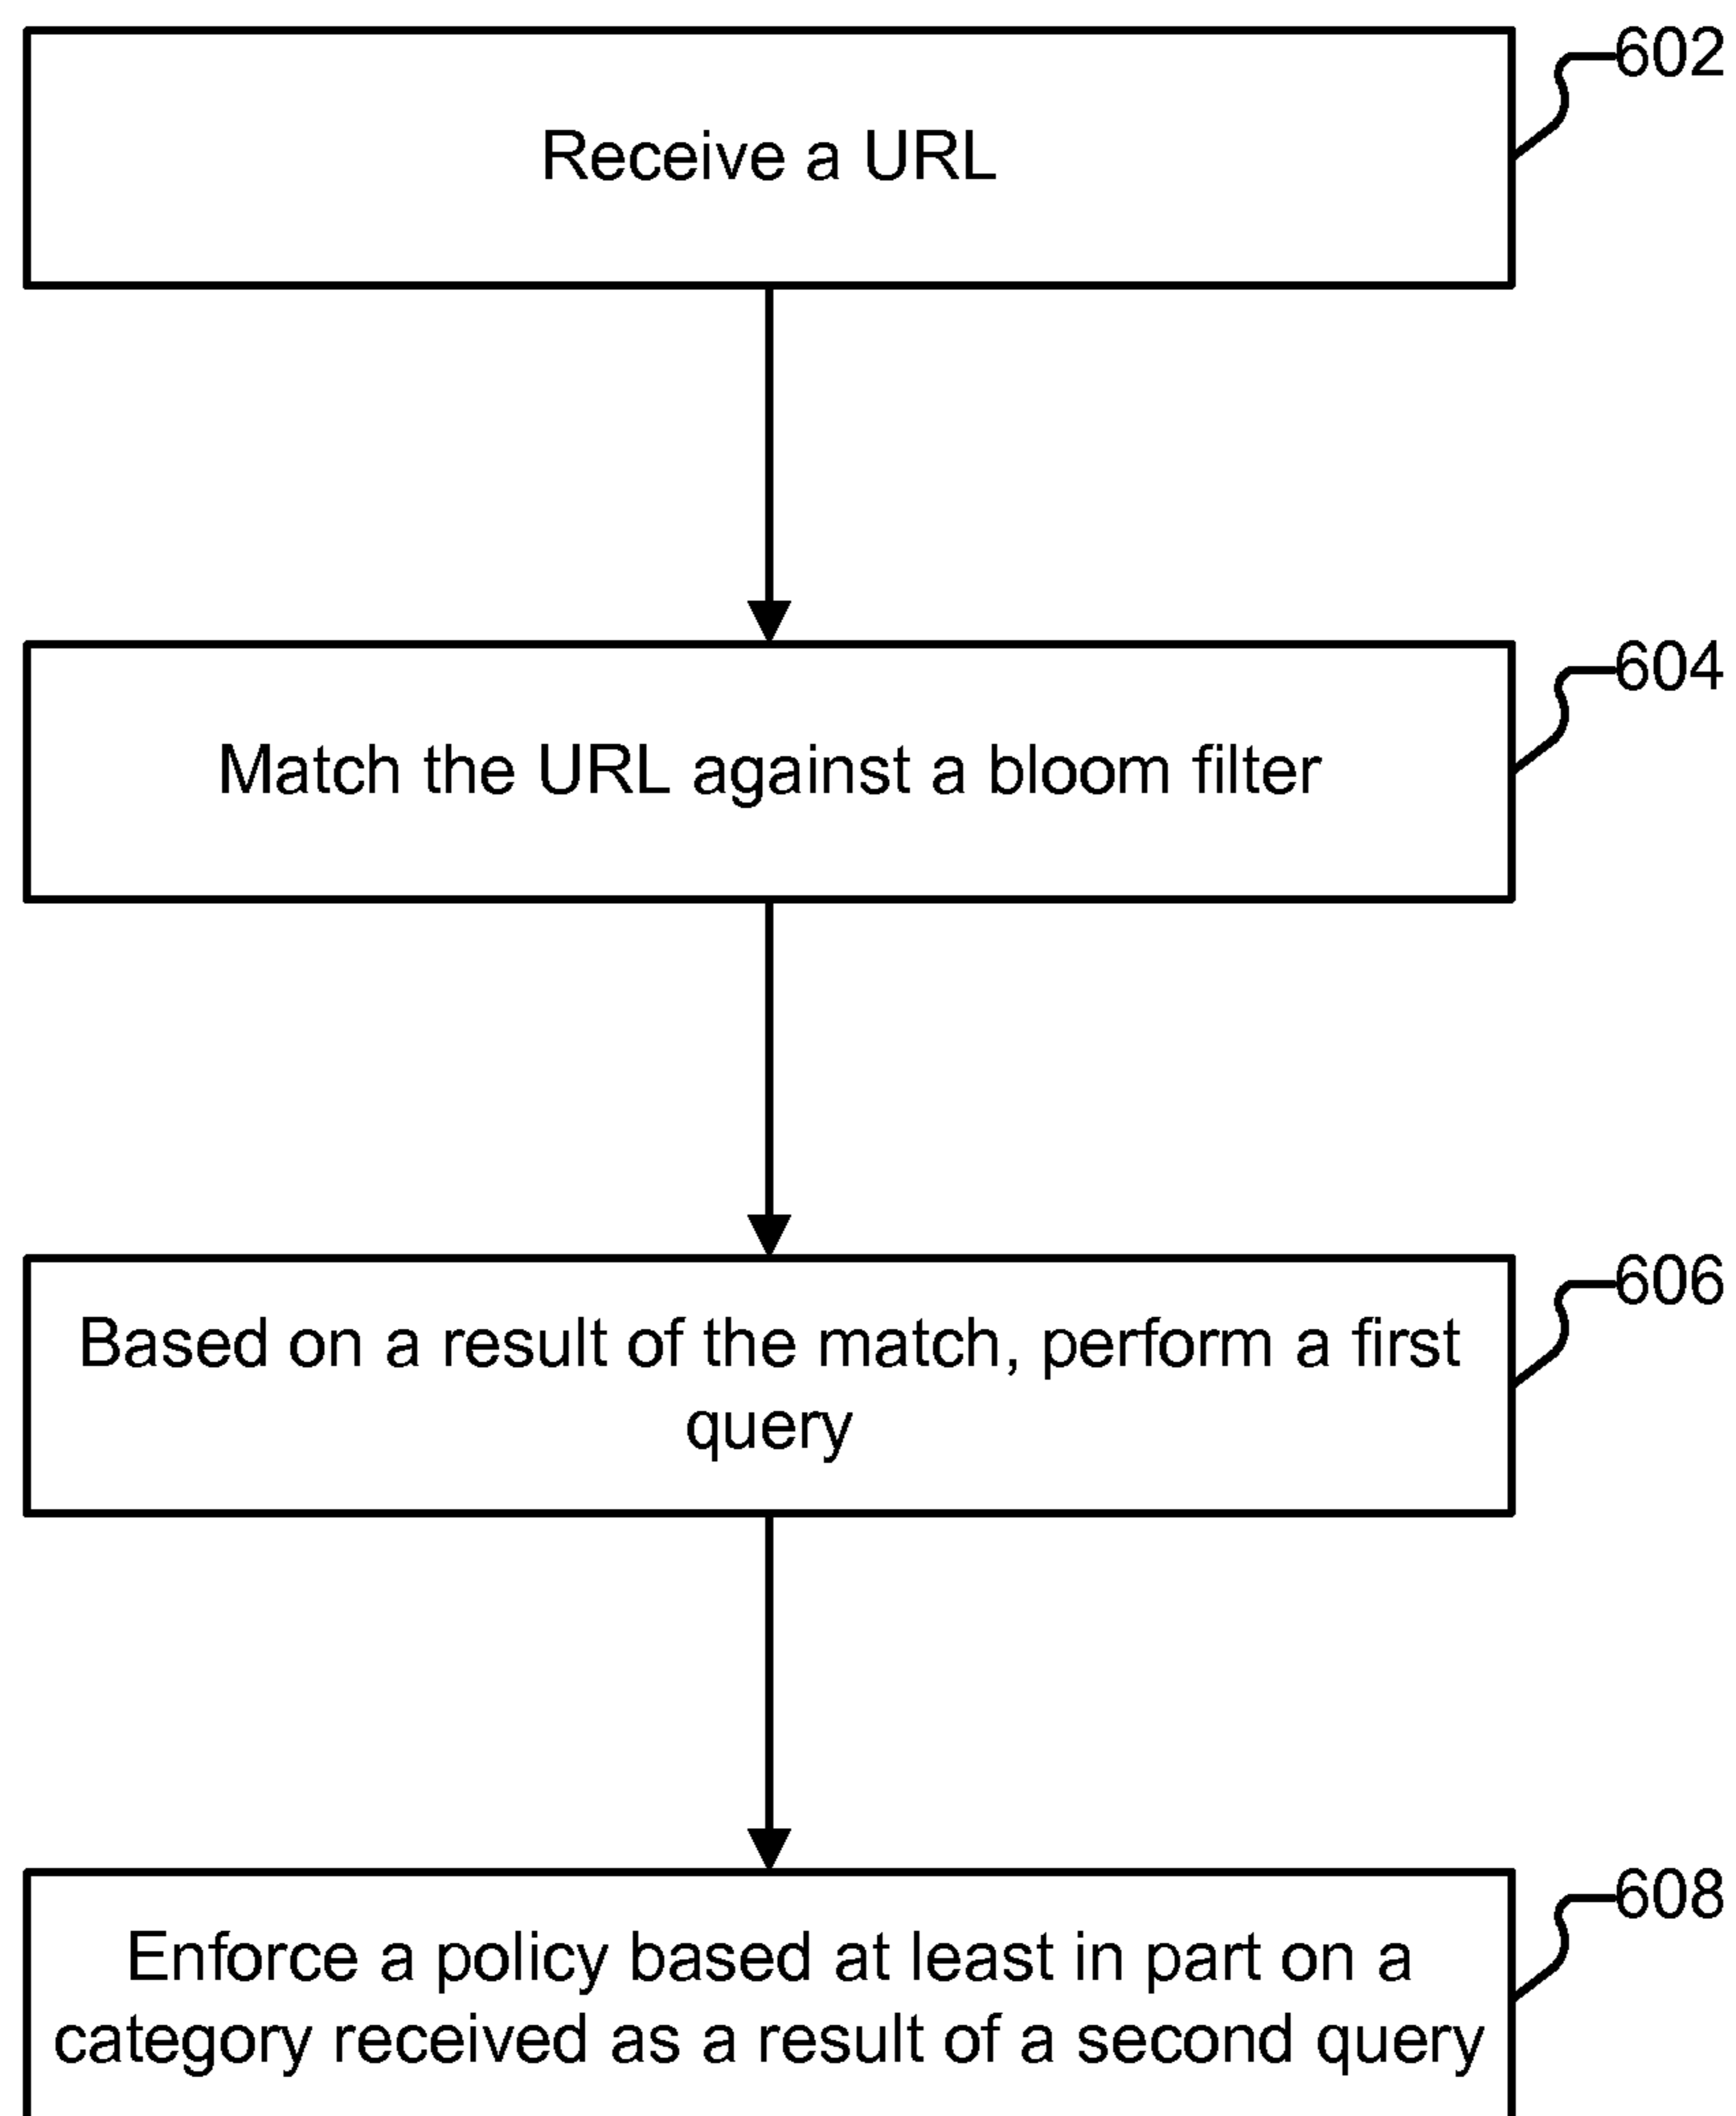 602
Receive a URL
604
Match the URL against a bloom filter
606
Based on a result of the match, perform a first
query
608
Enforce a policy based at least in part on a
category received as a result of a second query